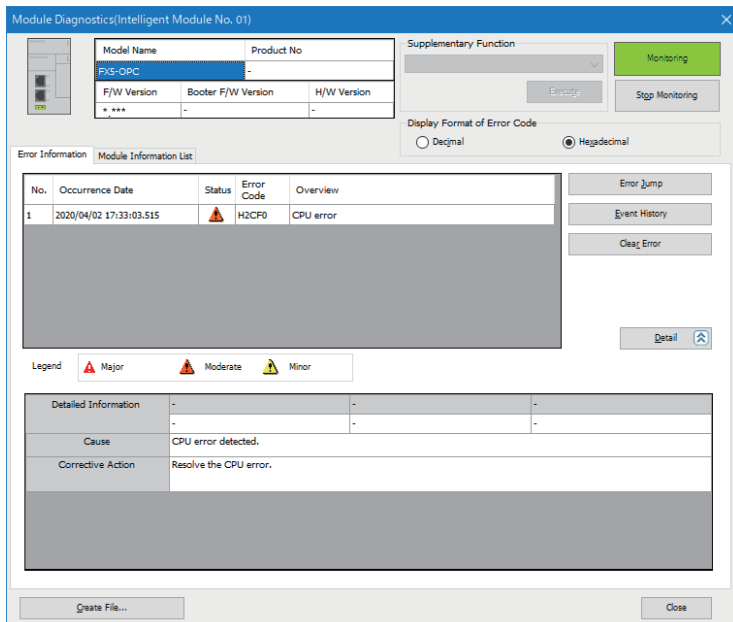 Module Diagnostics(Intelligent Module No. 01)
Model Name Product No
FX5-OPC -
F/W Version Booter F/W Version H/W Version
*.*** - -
Supplementary Function
Execute
Monitoring
Stop Monitoring
Display Format of Error Code
Decimal Hexadecimal
Error Information Module Information List
No. Occurrence Date Status Error Code Overview
1 2020/04/02 17:33:03.515 H2CF0 CPU error
Error Jump
Event History
Clear Error
Detail
Legend Major Moderate Minor
Detailed Information - - -
- - -
Cause CPU error detected.
Corrective Action Resolve the CPU error.
Create File... Close